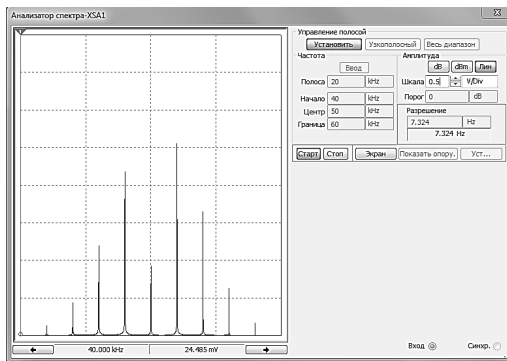 Анализатор спектра-XSA1
Управление полосой
Установить Узкополосный Весь диапазон
Частота Амплитуда
Ввод dB dBm Лин
Полоса 20 kHz Шкала 0.5 V/Div
Порог 0 dB
Начало 40 kHz
Центр 50 kHz
Граница 60 kHz
Разрешение
7.324 Hz
7.324 Hz
Старт Стоп Экран Показать опору. Уст...
40.000 kHz 24.485 mV
Вход Синхр.